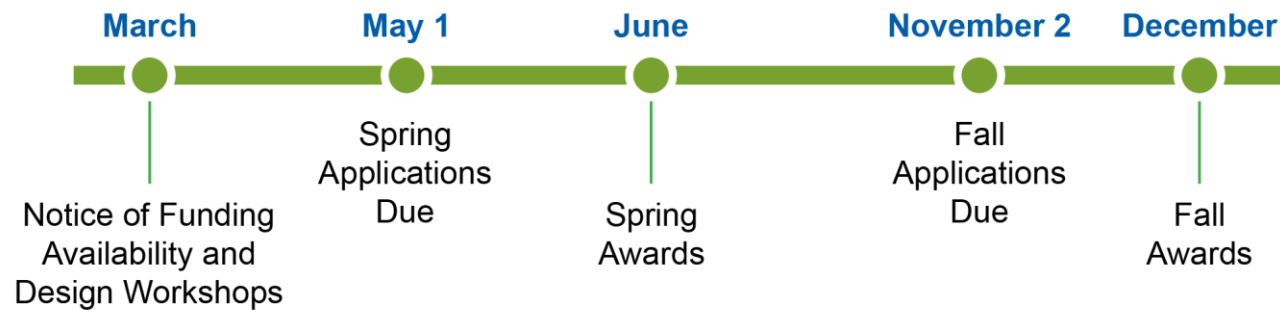 March
May 1
June
November 2
December
Notice of Funding
Availability and
Design Workshops
Spring
Applications
Due
Spring
Awards
Fall
Applications
Due
Fall
Awards